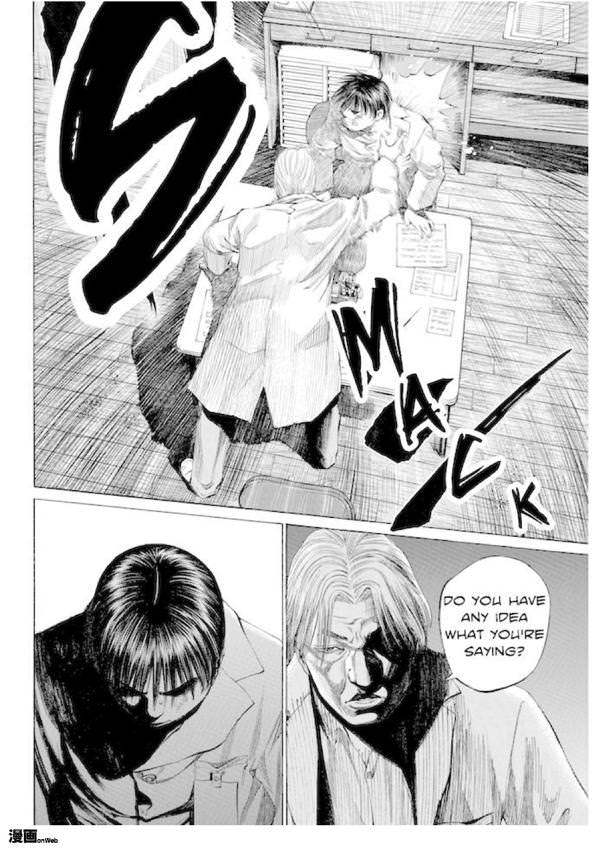 SMACK
DO YOU HAVE
ANY IDEA
WHAT YOU'RE
SAYING?
漫画onWeb